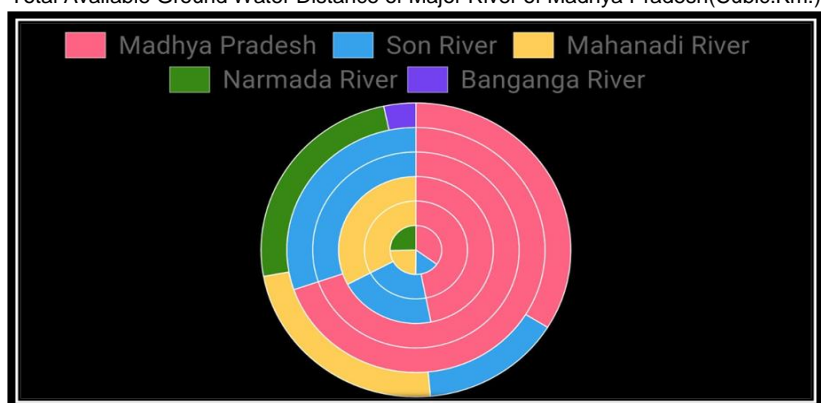 Total Available Ground Water Distance of Major River of Madhya Pradesh(Cubic.Km.)
Madhya Pradesh Son River Mahanadi River
Narmada River Banganga River